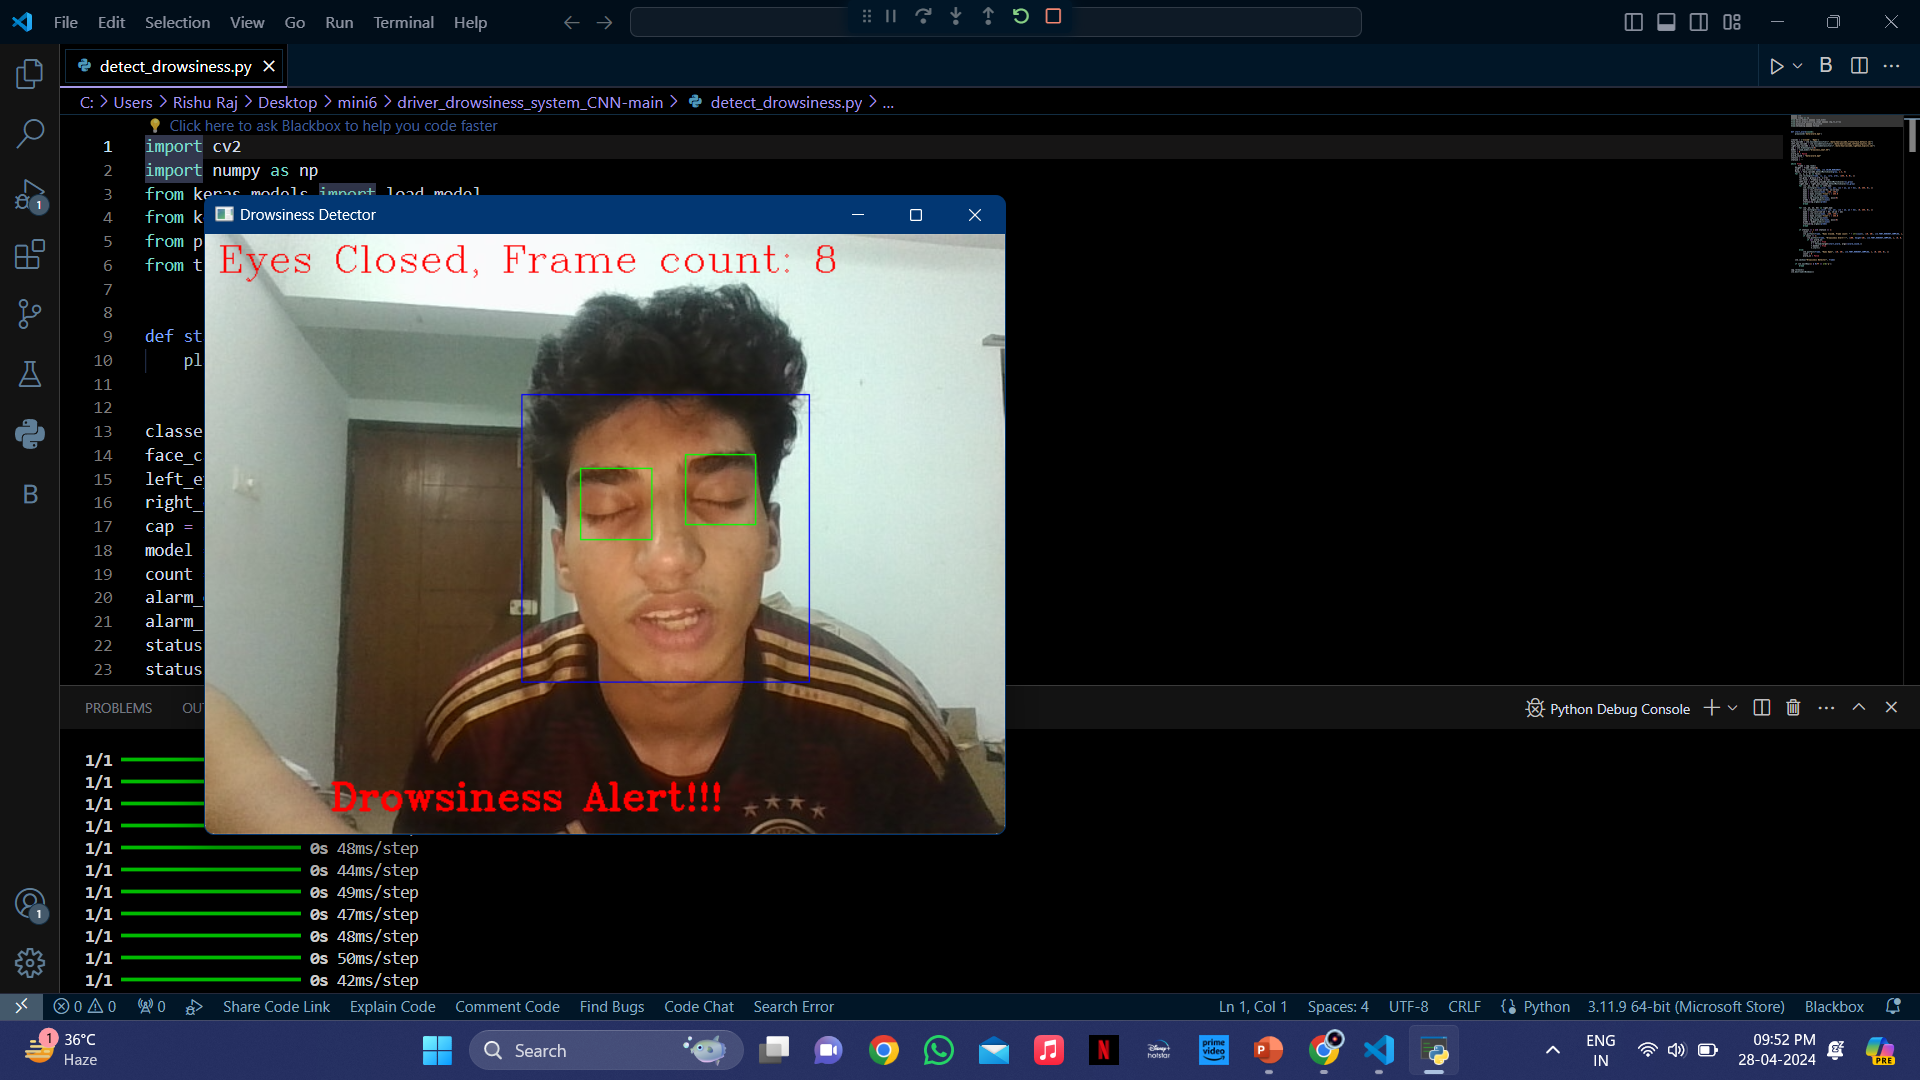 File Edit Selection View Go Run Terminal Help
detect_drowsiness.py
B
C: > Users > Rishu Raj > Desktop > mini6 > driver_drowsiness_system_CNN-main > detect_drowsiness.py > ...
Click here to ask Blackbox to help you code faster
1 import cv2
2 import numpy as np
3 from keras.models import load_model
4 from k
5 from p
6 from t
7
8
9 def st
10 pl
11
12
13 classe
14 face_c
15 left_e
16 right_
17 cap =
18 model
19 count
20 alarm_
21 alarm_
22 status
23 status
1
B
1
Drowsiness Detector
Eyes Closed, Frame count: 8
Drowsiness Alert!!!
PROBLEMS OU
Python Debug Console
1/1
1/1
1/1
1/1
1/1 0s 48ms/step
1/1 0s 44ms/step
1/1 0s 49ms/step
1/1 0s 47ms/step
1/1 0s 48ms/step
1/1 0s 50ms/step
1/1 0s 42ms/step
0 0 0 Share Code Link Explain Code Comment Code Find Bugs Code Chat Search Error Ln 1, Col 1 Spaces: 4 UTF-8 CRLF Python 3.11.9 64-bit (Microsoft Store) Blackbox
1 36°C
Haze
Search
N
prime video
P
PRE
ENG
IN
09:52 PM
28-04-2024